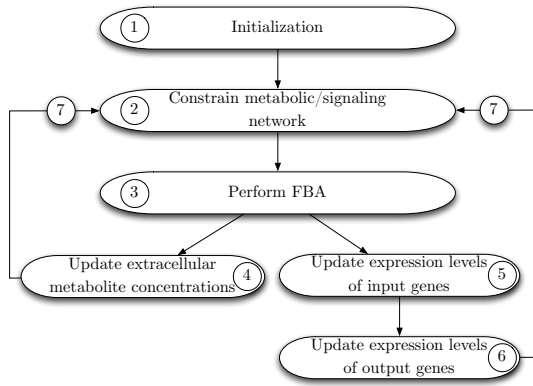 1 Initialization
7
2 Constrain metabolic/signaling
network
7
3 Perform FBA
Update extracellular
metabolite concentrations 4
Update expression levels
of input genes 5
Update expression levels
of output genes 6